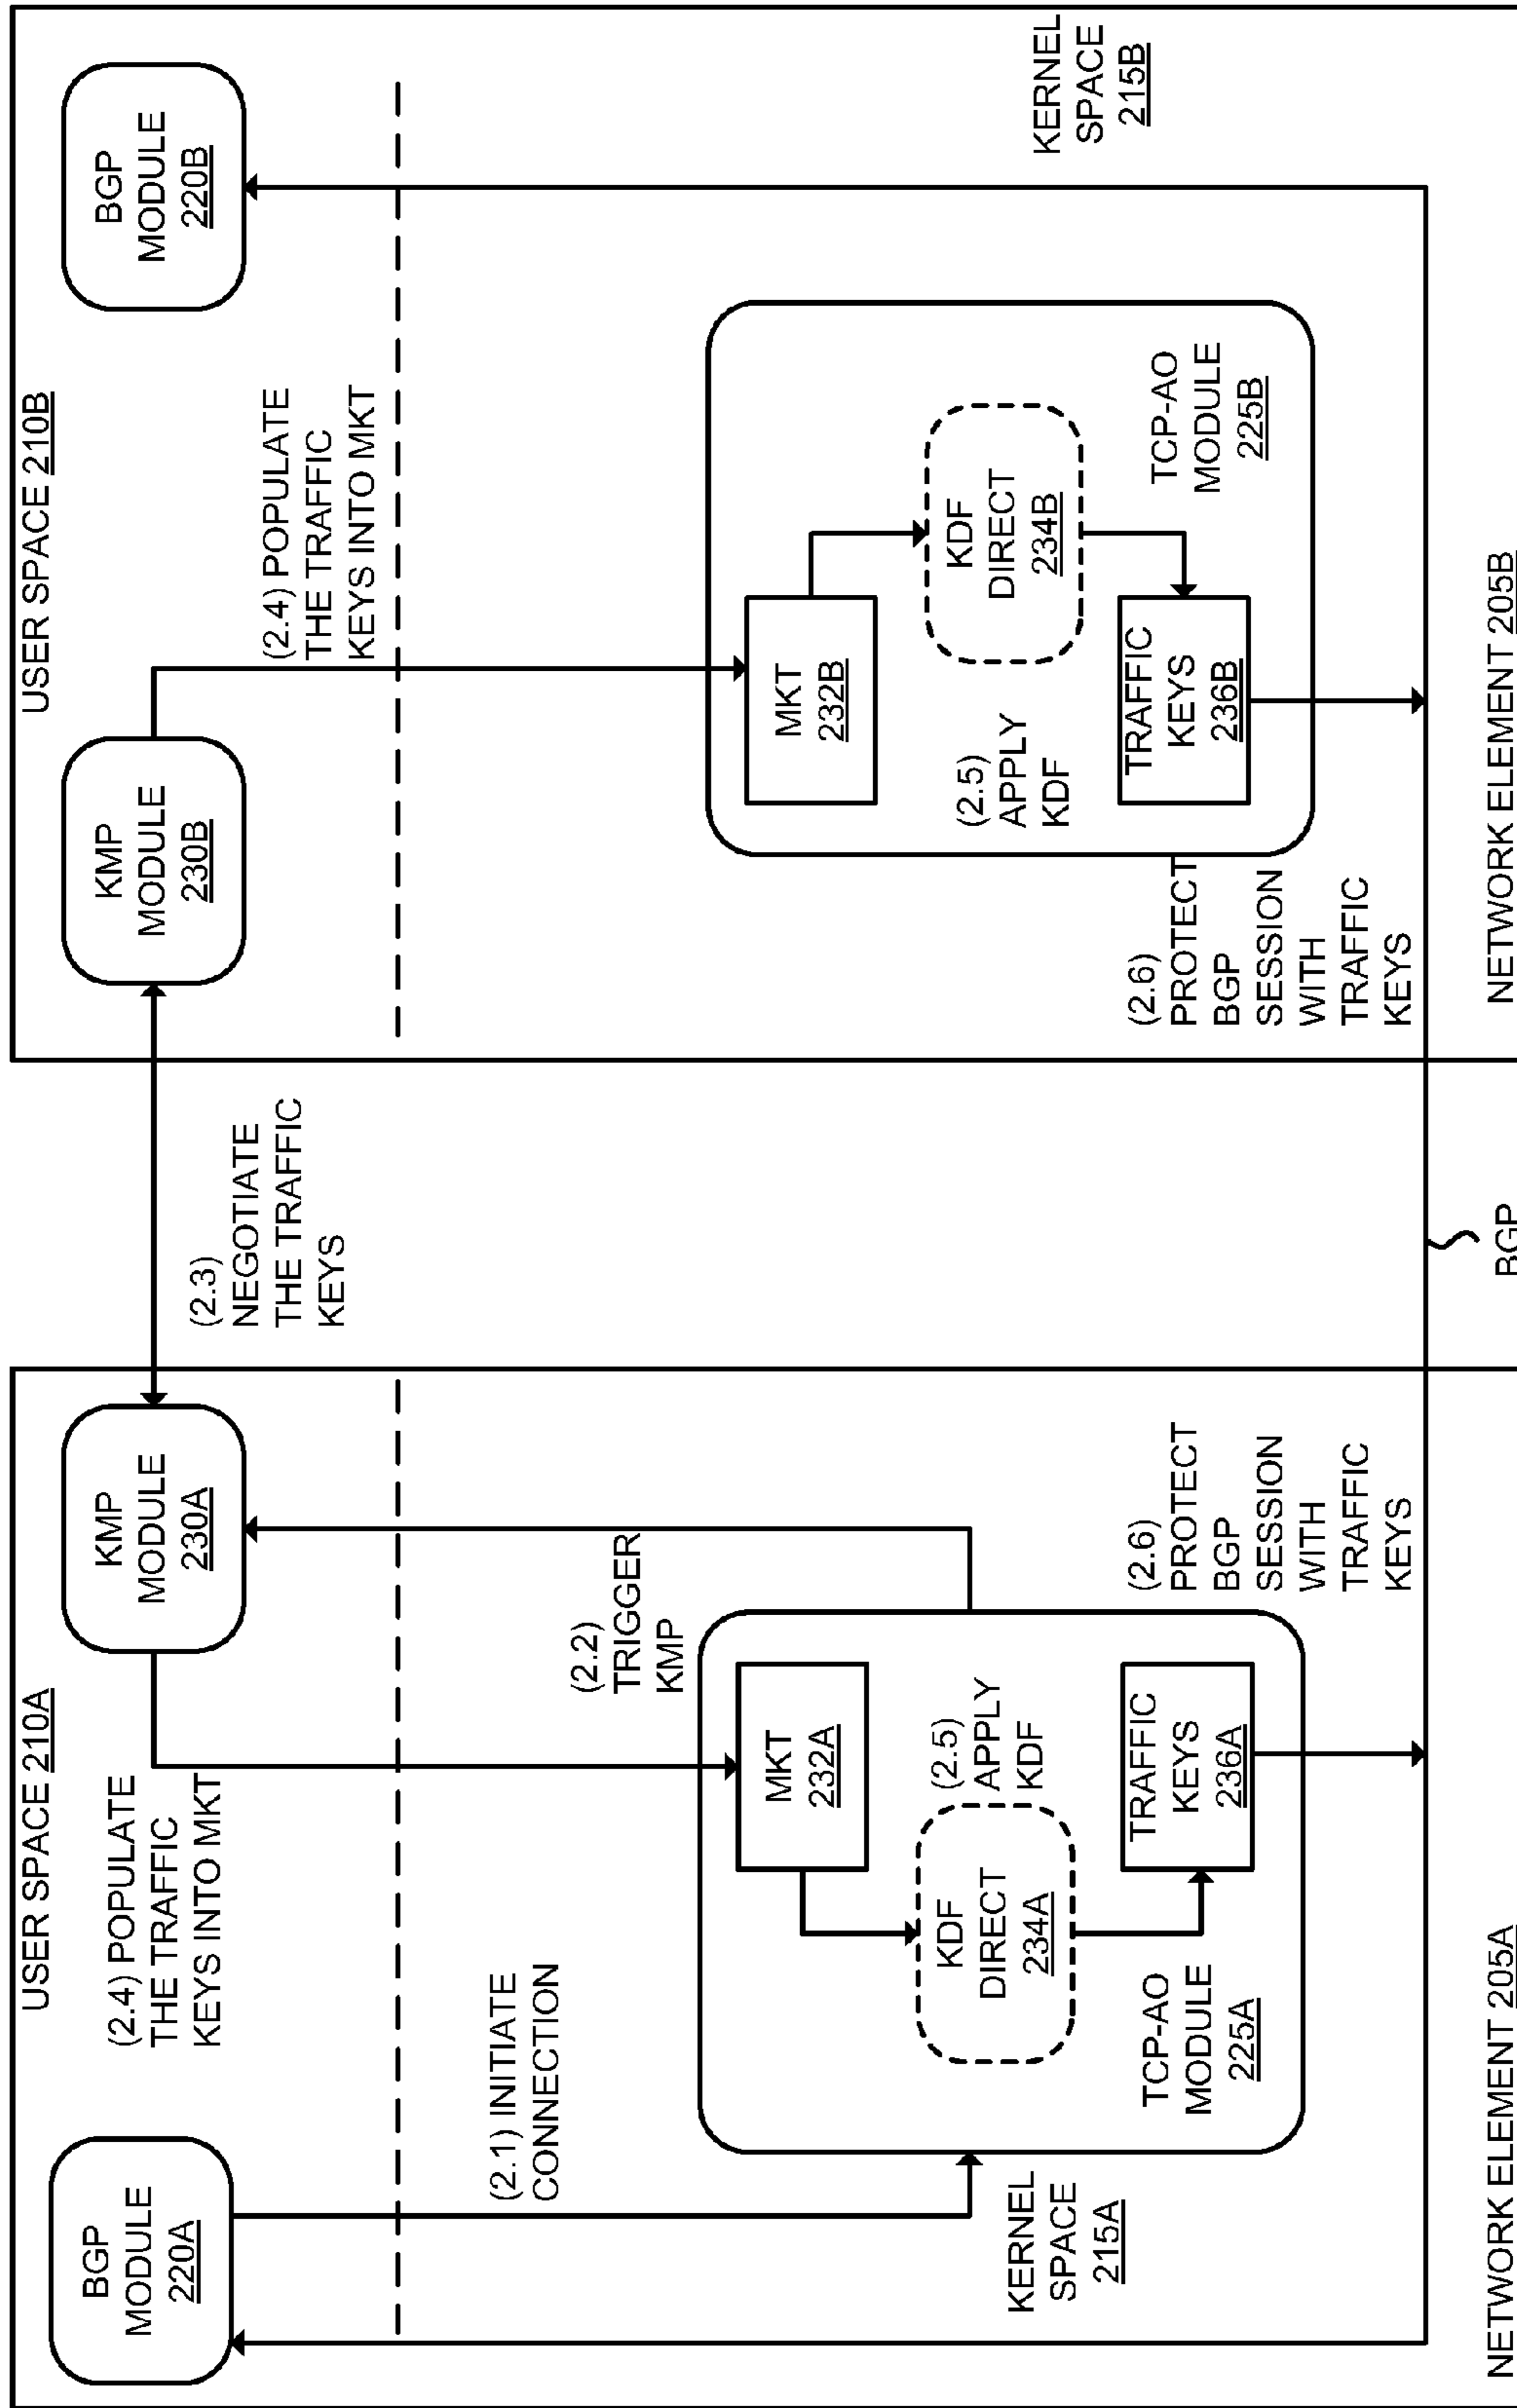 USER SPACE 210A
BGP
MODULE
220A
(2.4) POPULATE
THE TRAFFIC
KEYS INTO MKT
KMP
MODULE
230A
(2.1) INITIATE
CONNECTION
(2.2)
TRIGGER
KMP
MKT
232A
KDF
DIRECT
234A
(2.5)
APPLY
KDF
TRAFFIC
KEYS
236A
TCP-AO
MODULE
225A
KERNEL
SPACE
215A
(2.6)
PROTECT
BGP
SESSION
WITH
TRAFFIC
KEYS
NETWORK ELEMENT 205A
(2.3)
NEGOTIATE
THE TRAFFIC
KEYS
BGP
USER SPACE 210B
KMP
MODULE
230B
(2.4) POPULATE
THE TRAFFIC
KEYS INTO MKT
BGP
MODULE
220B
MKT
232B
KDF
DIRECT
234B
(2.5)
APPLY
KDF
TRAFFIC
KEYS
236B
TCP-AO
MODULE
225B
KERNEL
SPACE
215B
(2.6)
PROTECT
BGP
SESSION
WITH
TRAFFIC
KEYS
NETWORK ELEMENT 205B